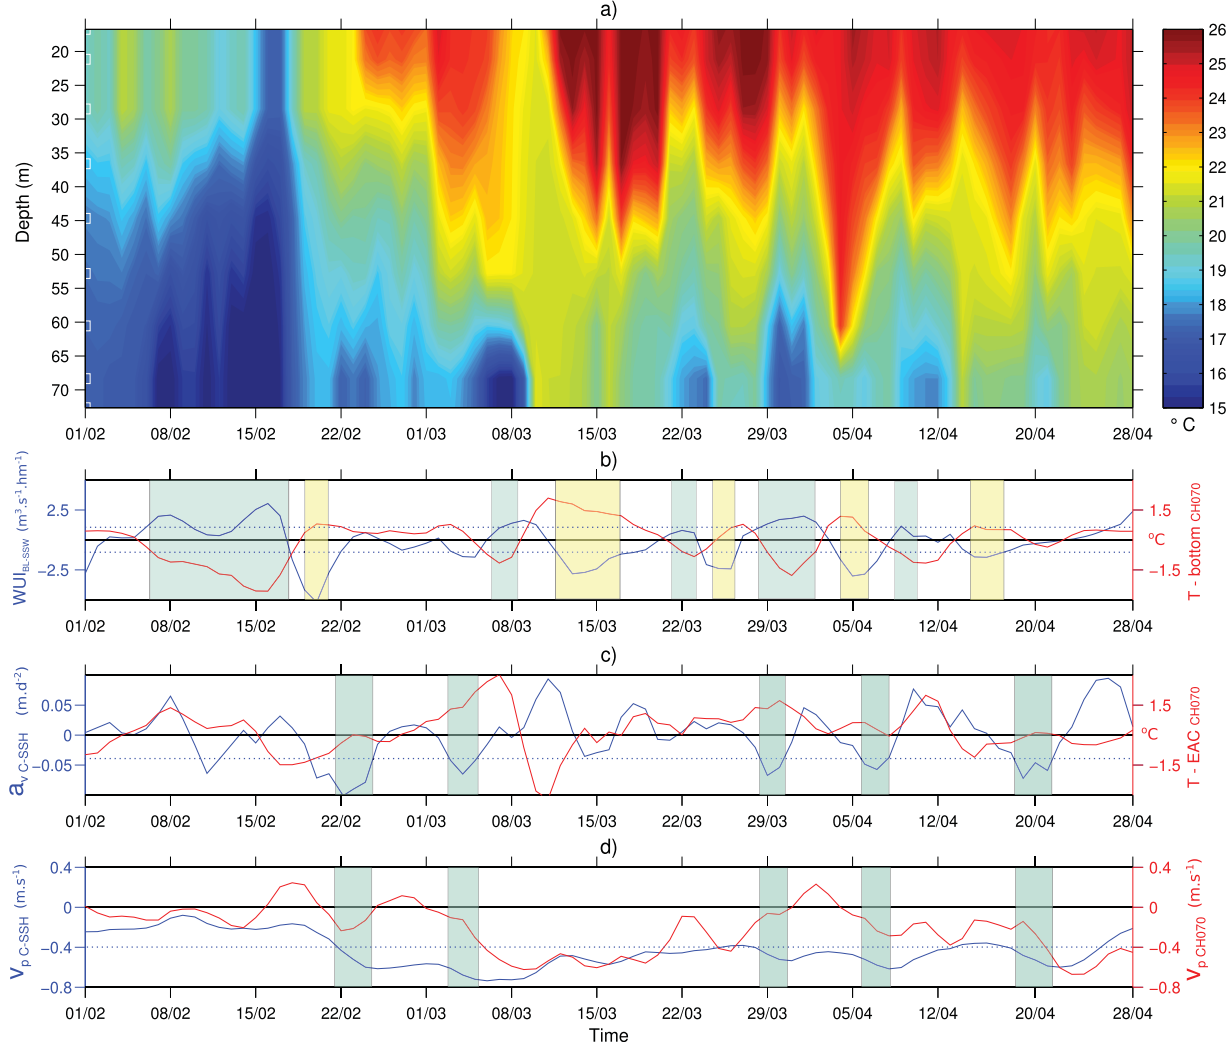 a)
20
25
30
35
40
45
50
55
60
65
70
Depth (m)
01/02 08/02 15/02 22/02 01/03 08/03 15/03 22/03 29/03 05/04 12/04 20/04 28/04
26
25
24
23
22
21
20
19
18
17
16
15
° C
b)
WUI BL-SSW (m³.s⁻¹.hm⁻¹)
2.5
−2.5
1.5
°C
−1.5
T - bottom CH070
01/02 08/02 15/02 22/02 01/03 08/03 15/03 22/03 29/03 05/04 12/04 20/04 28/04
c)
a v C-SSH (m.d⁻²)
0.05
0
−0.05
1.5
°C
−1.5
T - EAC CH070
01/02 08/02 15/02 22/02 01/03 08/03 15/03 22/03 29/03 05/04 12/04 20/04 28/04
d)
v p C-SSH (m.s⁻¹)
0.4
0
−0.4
−0.8
0.4
0
−0.4
−0.8
v p CH070 (m.s⁻¹)
01/02 08/02 15/02 22/02 01/03 08/03 15/03 22/03 29/03 05/04 12/04 20/04 28/04
Time